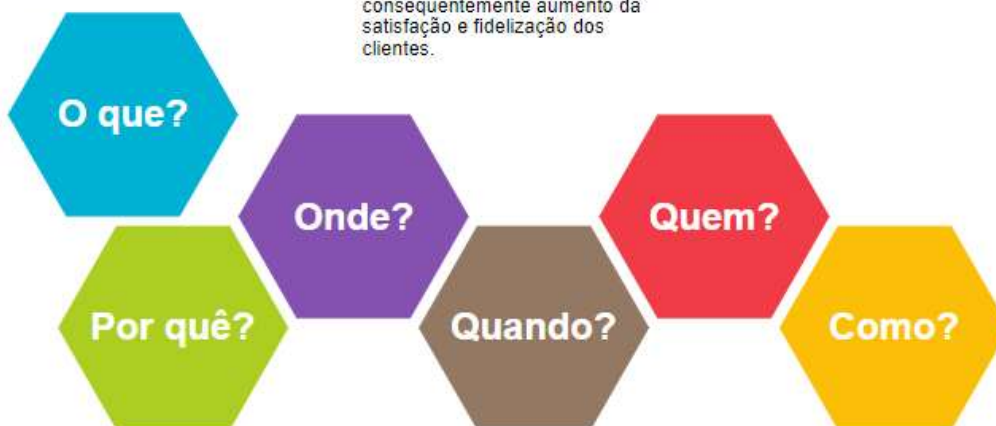 consequentemente aumento da
satisfação e fidelização dos
clientes.
O que?
Onde?
Quem?
Por quê?
Quando?
Como?